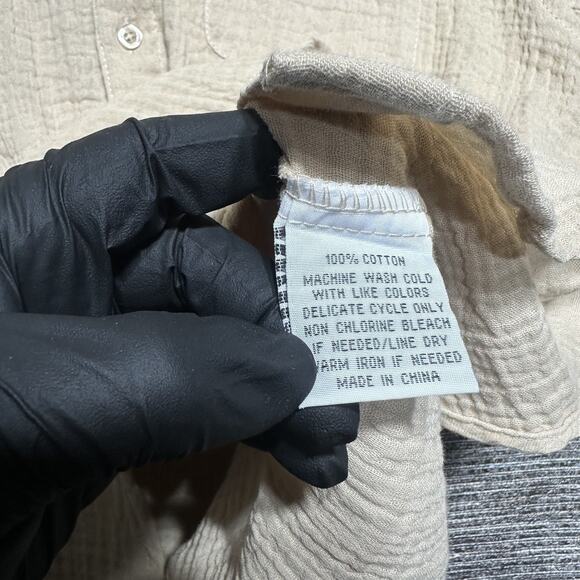 100% COTTON
MACHINE WASH COLD
WITH LIKE COLORS
DELICATE CYCLE ONLY
NON CHLORINE BLEACH
IF NEEDED/LINE DRY
WARM IRON IF NEEDED
MADE IN CHINA